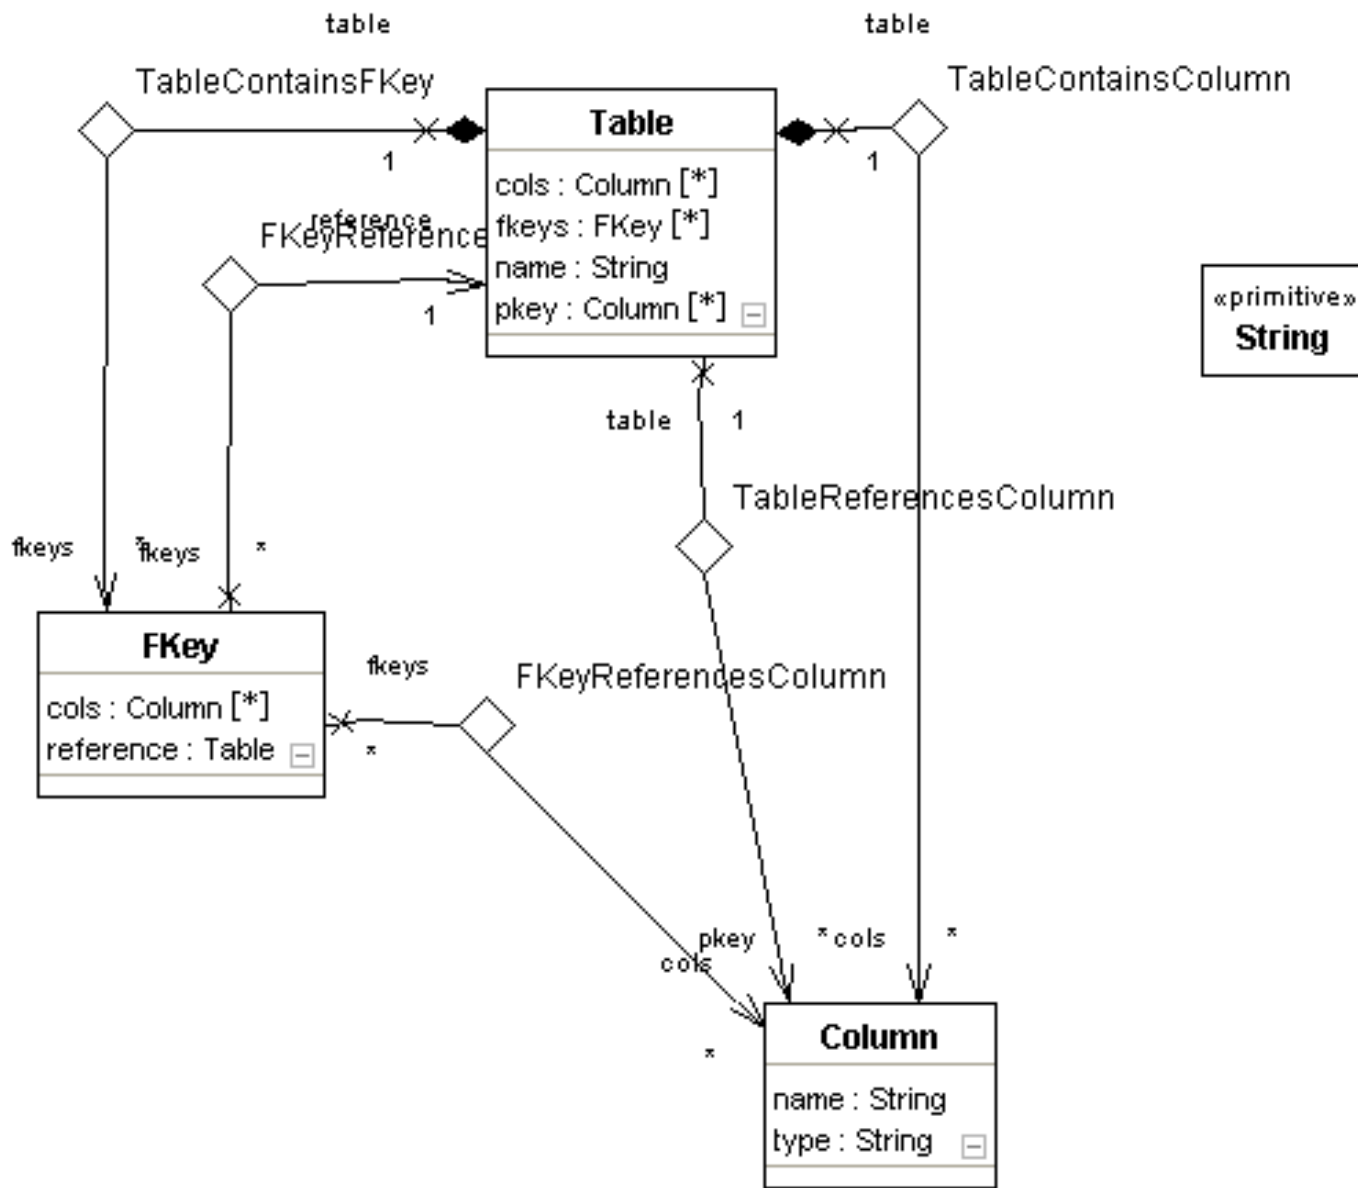 table
table
TableContainsFKey
TableContainsColumn
Table
1
1
cols : Column [*]
fkeys : FKey [*]
name : String
pkey : Column [*]
reference
FKeyReference
1
«primitive»
String
table
1
TableReferencesColumn
fkeys
*
fkeys
*
FKey
cols : Column [*]
reference : Table
fkeys
*
FKeyReferencesColumn
pkey
*
cols
*
cols
*
Column
name : String
type : String